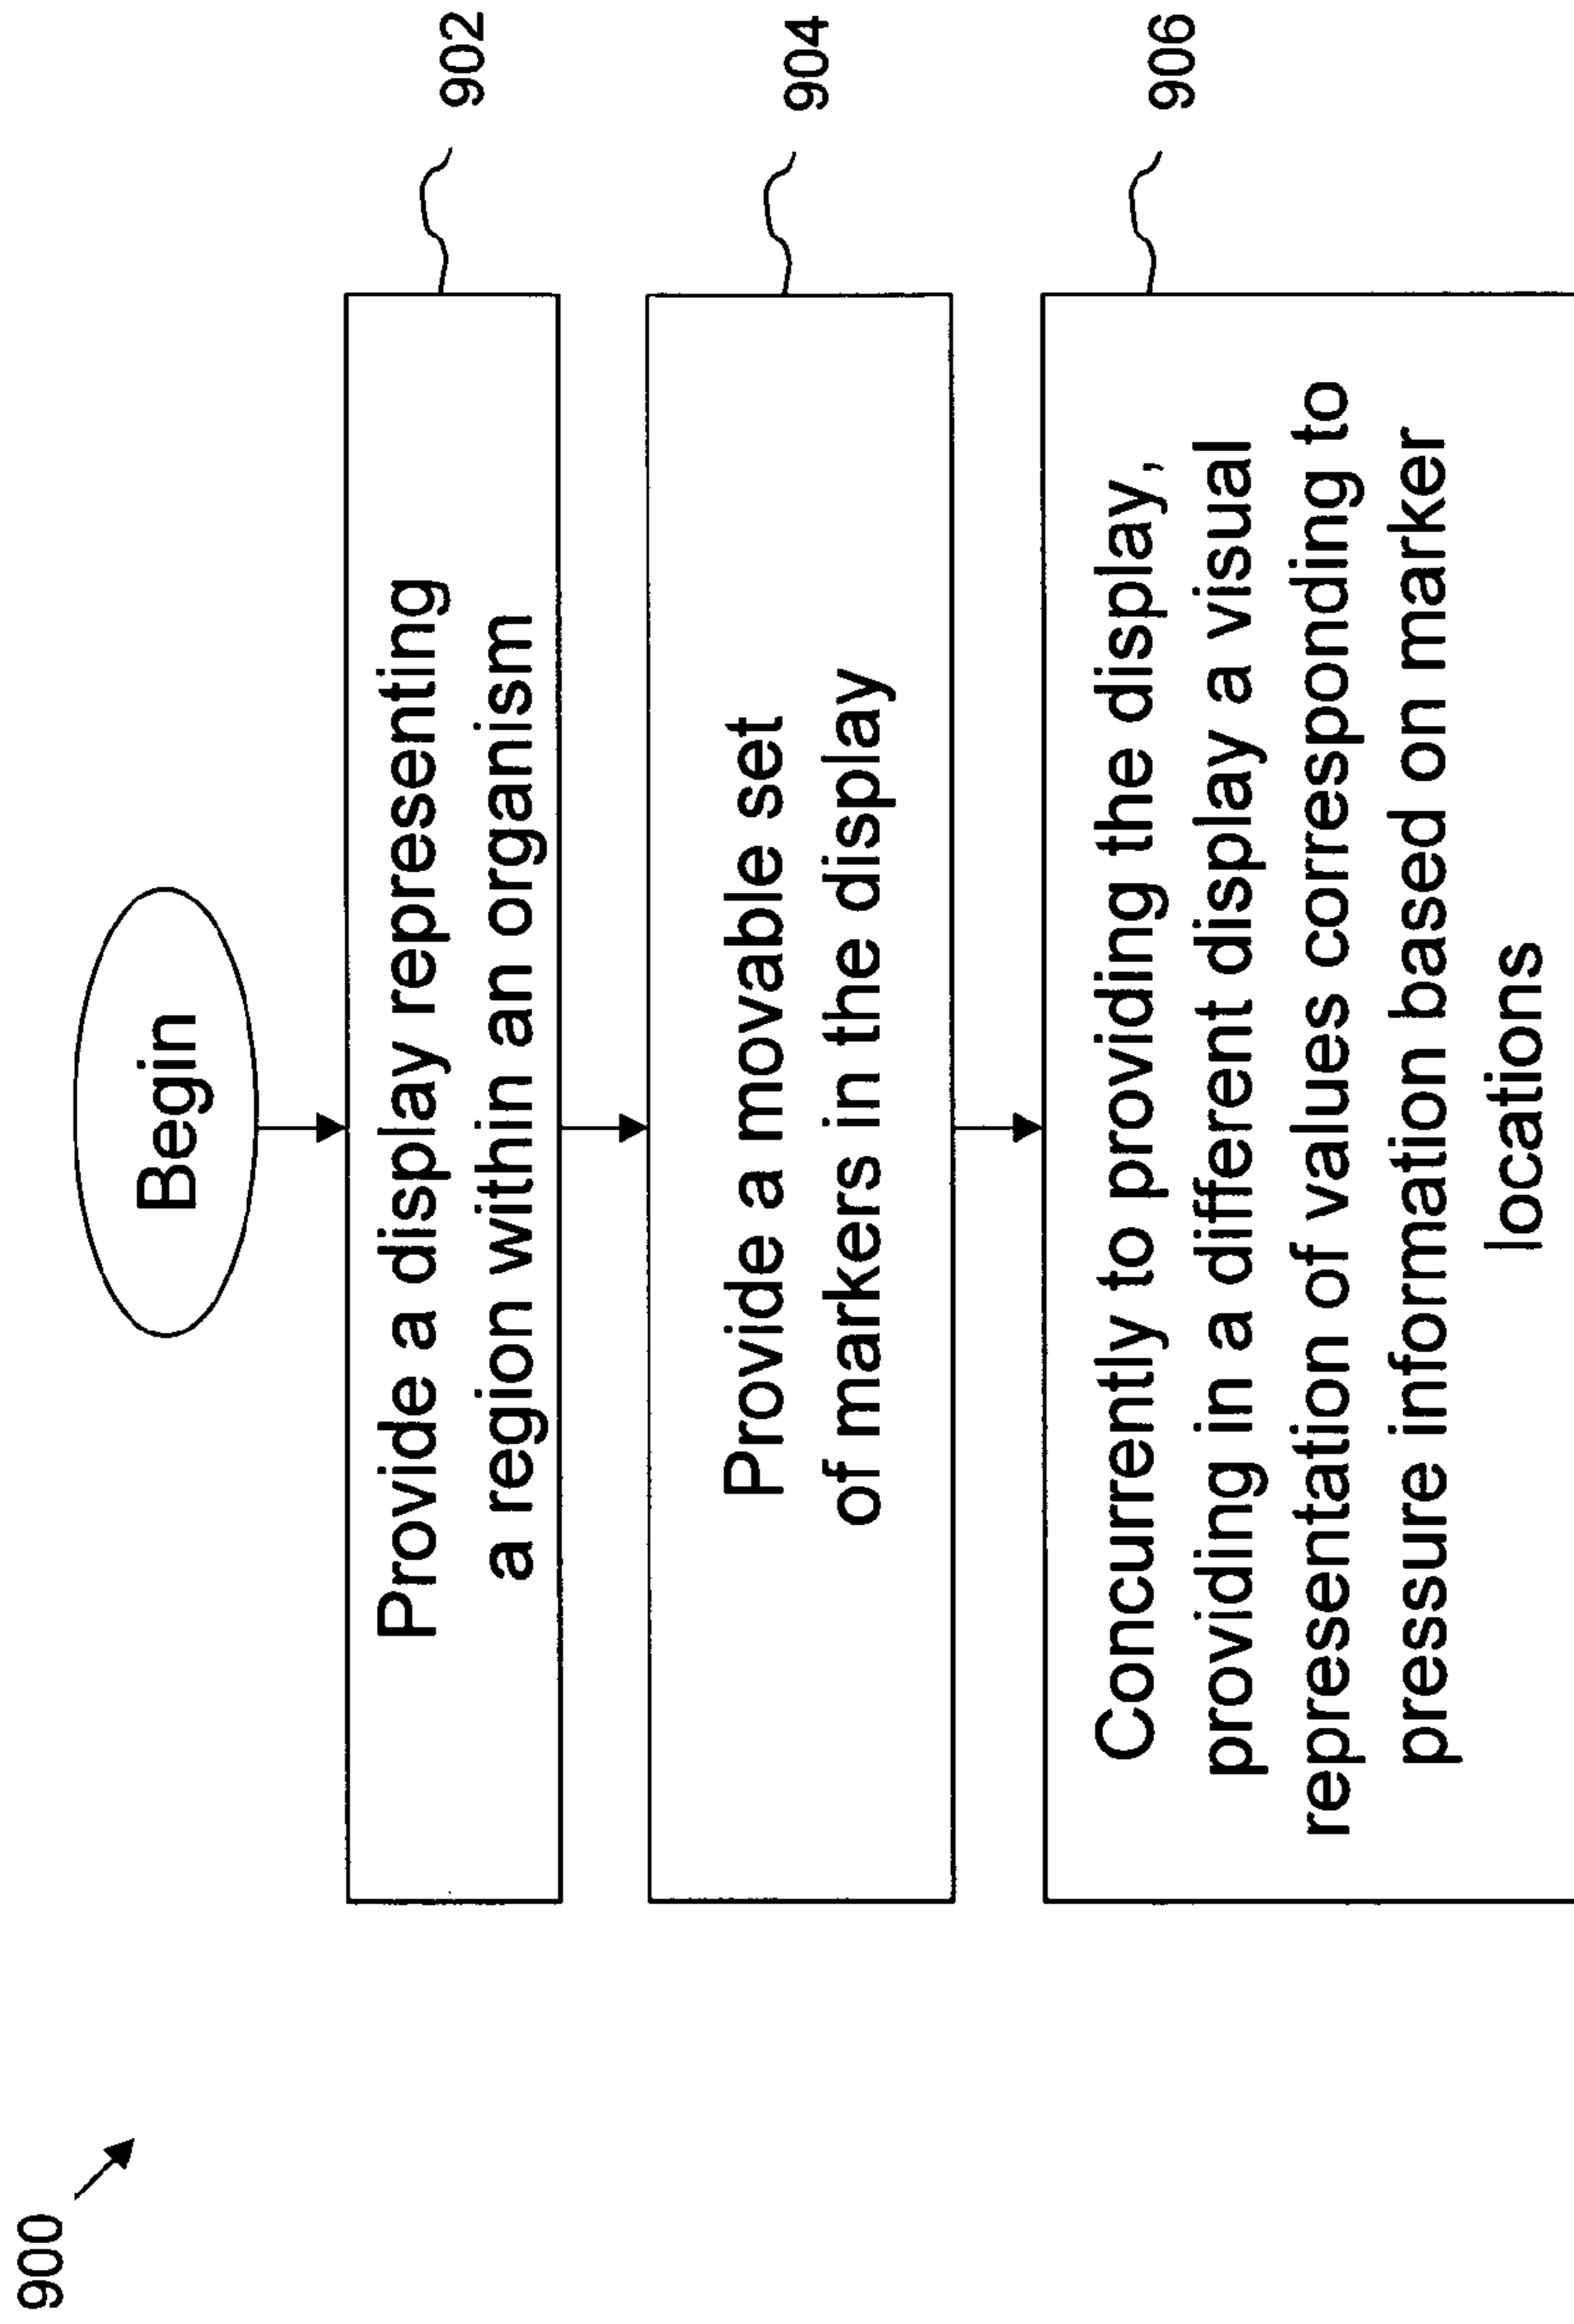 900
Begin
Provide a display representing
a region within an organism
902
Provide a movable set
of markers in the display
904
Concurrently to providing the display,
providing in a different display a visual
representation of values corresponding to
pressure information based on marker
locations
906